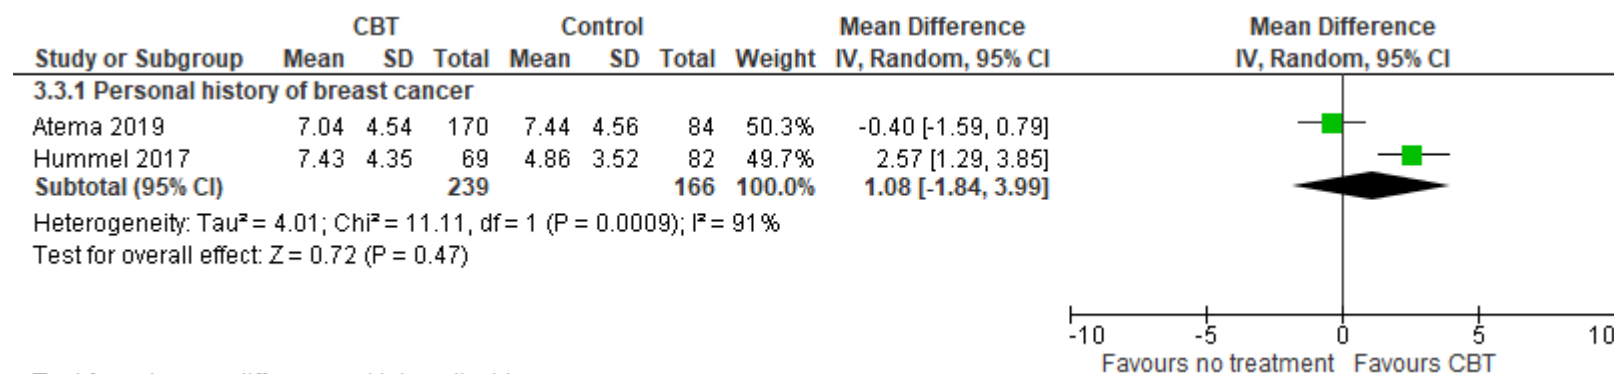 CBT Control Mean Difference Mean Difference
Study or Subgroup Mean SD Total Mean SD Total Weight IV, Random, 95% CI IV, Random, 95% CI
3.3.1 Personal history of breast cancer
Atema 2019 7.04 4.54 170 7.44 4.56 84 50.3% -0.40 [-1.59, 0.79]
Hummel 2017 7.43 4.35 69 4.86 3.52 82 49.7% 2.57 [1.29, 3.85]
Subtotal (95% CI) 239 166 100.0% 1.08 [-1.84, 3.99]
Heterogeneity: Tau² = 4.01; Chi² = 11.11, df = 1 (P = 0.0009); I² = 91%
Test for overall effect: Z = 0.72 (P = 0.47)
-10 -5 0 5 10
Favours no treatment Favours CBT